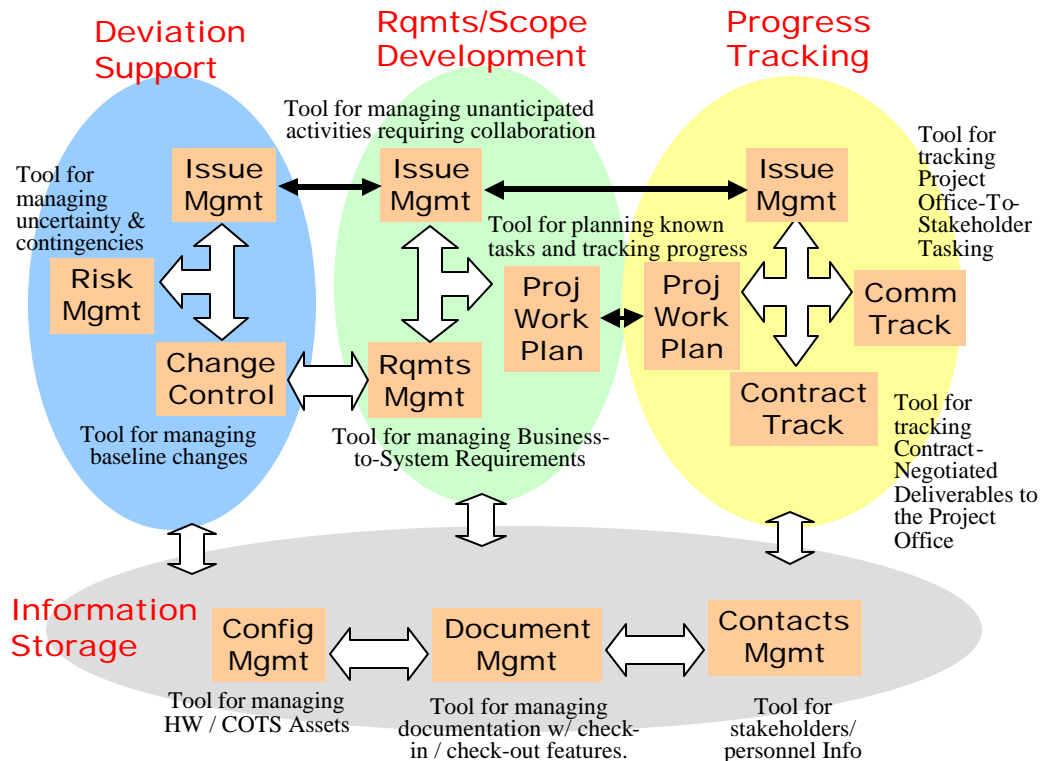 Deviation
Support
Rqmts/Scope
Development
Progress
Tracking
Tool for managing unanticipated
activities requiring collaboration
Tool for
tracking
Project
Office-To-
Stakeholder
Tasking
Tool for
managing
uncertainty &
contingencies
Issue
Mgmt
Issue
Mgmt
Issue
Mgmt
Tool for planning known
tasks and tracking progress
Risk
Mgmt
Proj
Work
Plan
Proj
Work
Plan
Comm
Track
Change
Control
Rqmts
Mgmt
Contract
Track
Tool for managing
baseline changes
Tool for managing Business-
to-System Requirements
Tool for
tracking
Contract-
Negotiated
Deliverables to
the Project
Office
Information
Storage
Config
Mgmt
Document
Mgmt
Contacts
Mgmt
Tool for managing
HW / COTS Assets
Tool for managing
documentation w/ check-
in / check-out features.
Tool for
stakeholders/
personnel Info